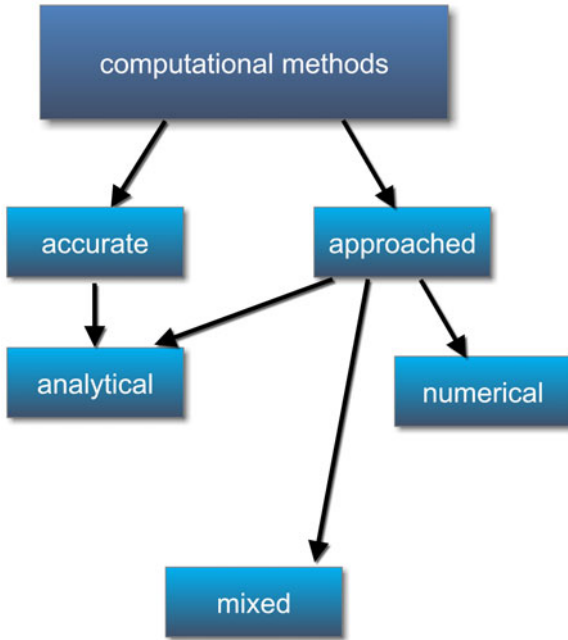 computational methods
accurate
approached
analytical
numerical
mixed